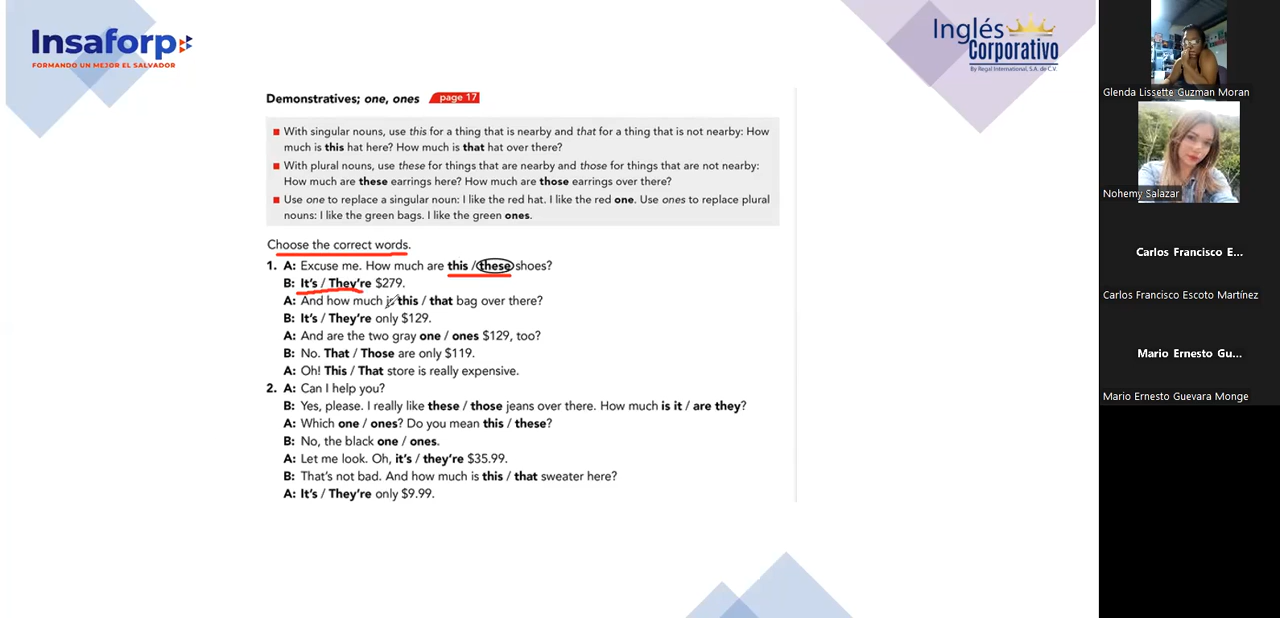 Insaforp
FORMANDO UN MEJOR EL SALVADOR
Inglés
Corporativo
By Regal International, S.A. de C.V.
Demonstratives; one, ones page 17
With singular nouns, use this for a thing that is nearby and that for a thing that is not nearby: How
much is this hat here? How much is that hat over there?
With plural nouns, use these for things that are nearby and those for things that are not nearby:
How much are these earrings here? How much are those earrings over there?
Use one to replace a singular noun: I like the red hat. I like the red one. Use ones to replace plural
nouns: I like the green bags. I like the green ones.
Choose the correct words.
1. A: Excuse me. How much are this / these shoes?
B: It's / They're $279.
A: And how much is this / that bag over there?
B: It's / They're only $129.
A: And are the two gray one / ones $129, too?
B: No. That / Those are only $119.
A: Oh! This / That store is really expensive.
2. A: Can I help you?
B: Yes, please. I really like these / those jeans over there. How much is it / are they?
A: Which one / ones? Do you mean this / these?
B: No, the black one / ones.
A: Let me look. Oh, it's / they're $35.99.
B: That's not bad. And how much is this / that sweater here?
A: It's / They're only $9.99.
Glenda Lissette Guzman Moran
Nohemy Salazar
Carlos Francisco E...
Carlos Francisco Escoto Martínez
Mario Ernesto Gu...
Mario Ernesto Guevara Monge